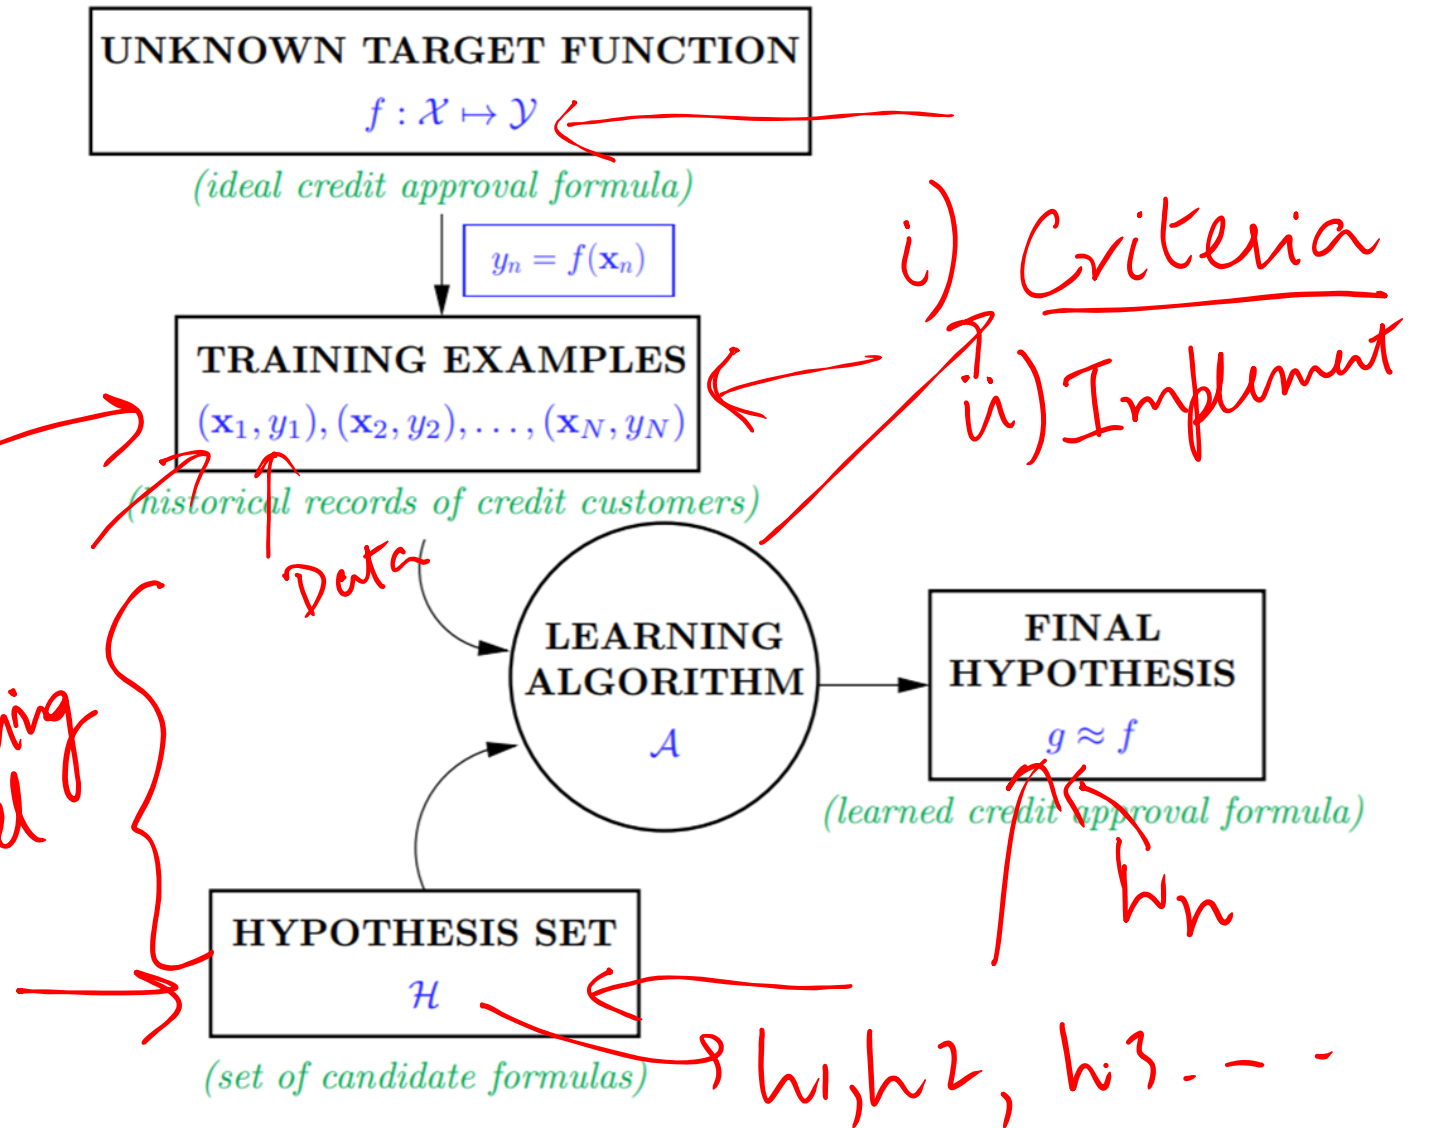 UNKNOWN TARGET FUNCTION
f : 𝒳 ↦ 𝒴
(ideal credit approval formula)
yₙ = f(𝐱ₙ)
i) Criteria
ii) Implement
TRAINING EXAMPLES
(𝐱₁, y₁), (𝐱₂, y₂), . . . , (𝐱_N, y_N)
(historical records of credit customers)
Data
LEARNING
ALGORITHM
𝒜
FINAL
HYPOTHESIS
g ≈ f
(learned credit approval formula)
hn
HYPOTHESIS SET
ℋ
(set of candidate formulas)
h1, h2, h3. - -